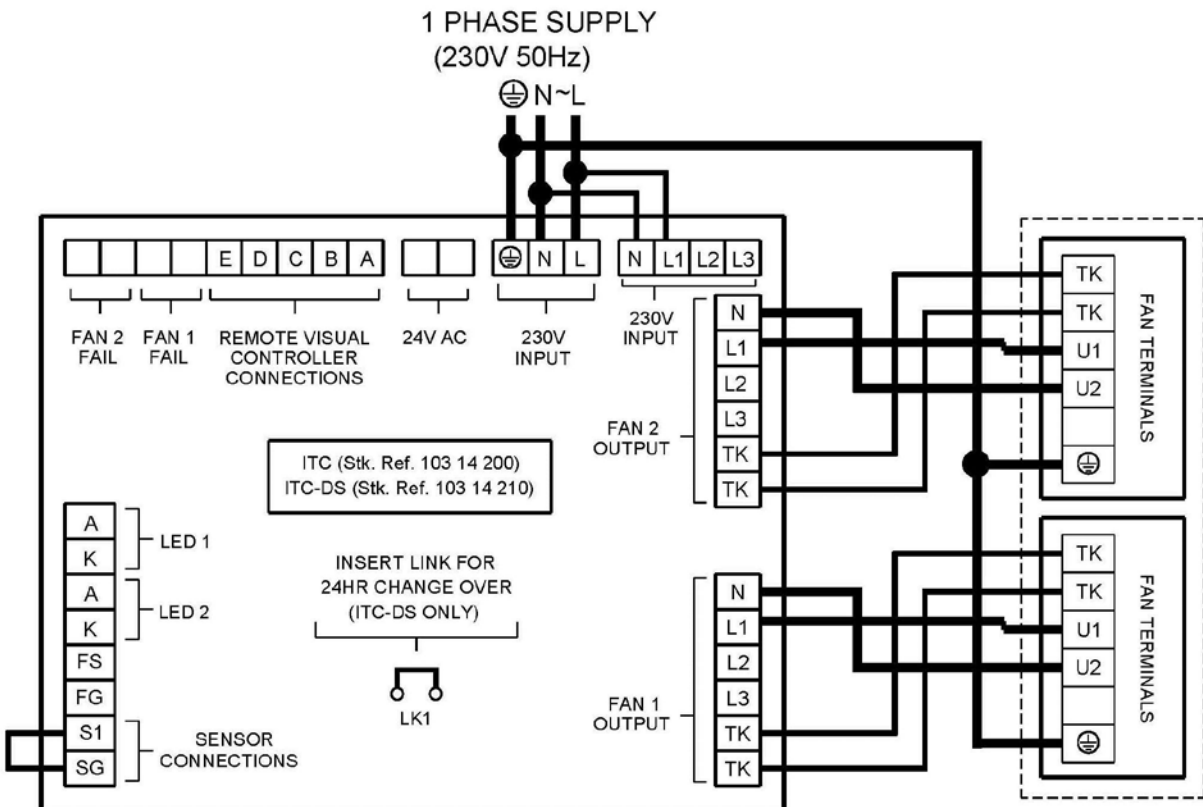 1 PHASE SUPPLY
(230V 50Hz)
N~L
E D C B A
N L
N L1 L2 L3
FAN 2
FAIL
FAN 1
FAIL
REMOTE VISUAL
CONTROLLER
CONNECTIONS
24V AC
230V
INPUT
230V
INPUT
N
L1
L2
L3
TK
TK
FAN 2
OUTPUT
TK
TK
U1
U2
FAN TERMINALS
ITC (Stk. Ref. 103 14 200)
ITC-DS (Stk. Ref. 103 14 210)
A
K
LED 1
A
K
LED 2
FS
FG
S1
SG
SENSOR
CONNECTIONS
INSERT LINK FOR
24HR CHANGE OVER
(ITC-DS ONLY)
LK1
N
L1
L2
L3
TK
TK
FAN 1
OUTPUT
TK
TK
U1
U2
FAN TERMINALS